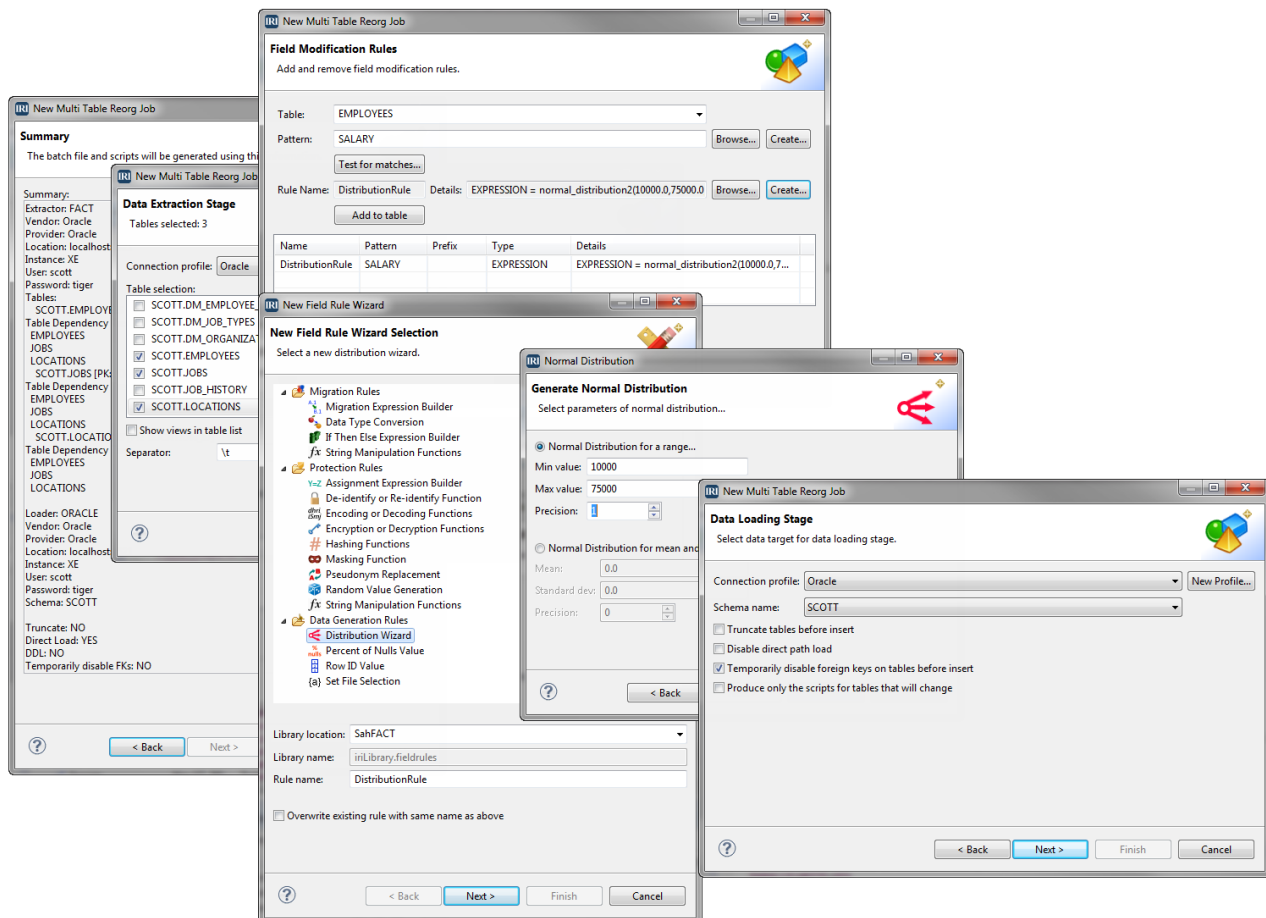 IRI New Multi Table Reorg Job
Field Modification Rules
Add and remove field modification rules.
Table: EMPLOYEES
Pattern: SALARY Browse... Create...
Test for matches...
Rule Name: DistributionRule Details: EXPRESSION = normal_distribution2(10000.0,75000.0 Browse... Create...
Add to table
Name Pattern Prefix Type Details
DistributionRule SALARY EXPRESSION EXPRESSION = normal_distribution2(10000.0,7...
IRI New Multi Table Reorg Job
Summary
The batch file and scripts will be generated using thi
Summary:
Extractor: FACT
Vendor: Oracle
Provider: Oracle
Location: localhost
Instance: XE
User: scott
Password: tiger
Tables:
SCOTT.EMPLOYE
Table Dependency
EMPLOYEES
JOBS
LOCATIONS
SCOTT.JOBS [PK:
Table Dependency
EMPLOYEES
JOBS
LOCATIONS
SCOTT.LOCATIO
Table Dependency
EMPLOYEES
JOBS
LOCATIONS
Loader: ORACLE
Vendor: Oracle
Provider: Oracle
Location: localhost
Instance: XE
User: scott
Password: tiger
Schema: SCOTT
Truncate: NO
Direct Load: YES
DDL: NO
Temporarily disable FKs: NO
? < Back Next >
IRI New Multi Table Reorg Job
Data Extraction Stage
Tables selected: 3
Connection profile: Oracle
Table selection:
SCOTT.DM_EMPLOYEE_
SCOTT.DM_JOB_TYPES
SCOTT.DM_ORGANIZAT
SCOTT.EMPLOYEES
SCOTT.JOBS
SCOTT.JOB_HISTORY
SCOTT.LOCATIONS
Show views in table list
Separator: \t
?
IRI New Field Rule Wizard
New Field Rule Wizard Selection
Select a new distribution wizard.
Migration Rules
Migration Expression Builder
Data Type Conversion
If Then Else Expression Builder
fx String Manipulation Functions
Protection Rules
Y=Z Assignment Expression Builder
De-identify or Re-identify Function
Encoding or Decoding Functions
Encryption or Decryption Functions
# Hashing Functions
Masking Function
Pseudonym Replacement
Random Value Generation
fx String Manipulation Functions
Data Generation Rules
Distribution Wizard
% nulls Percent of Nulls Value
Row ID Value
{a} Set File Selection
Library location: SahFACT
Library name: iriLibrary.fieldrules
Rule name: DistributionRule
Overwrite existing rule with same name as above
? < Back Next > Finish Cancel
IRI Normal Distribution
Generate Normal Distribution
Select parameters of normal distribution...
Normal Distribution for a range...
Min value: 10000
Max value: 75000
Precision: 1
Normal Distribution for mean and
Mean: 0.0
Standard dev: 0.0
Precision: 0
? < Back
IRI New Multi Table Reorg Job
Data Loading Stage
Select data target for data loading stage.
Connection profile: Oracle New Profile...
Schema name: SCOTT
Truncate tables before insert
Disable direct path load
Temporarily disable foreign keys on tables before insert
Produce only the scripts for tables that will change
? < Back Next > Finish Cancel